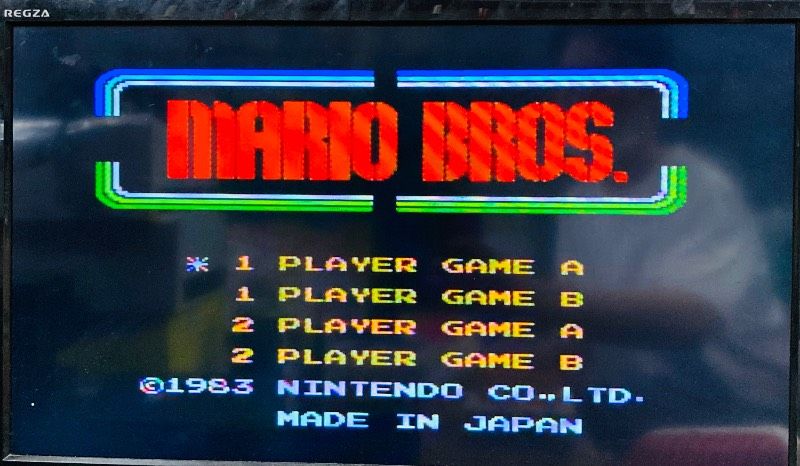 REGZA
MARIO BROS.
* 1 PLAYER GAME A
1 PLAYER GAME B
2 PLAYER GAME A
2 PLAYER GAME B
©1983 NINTENDO CO.,LTD.
MADE IN JAPAN